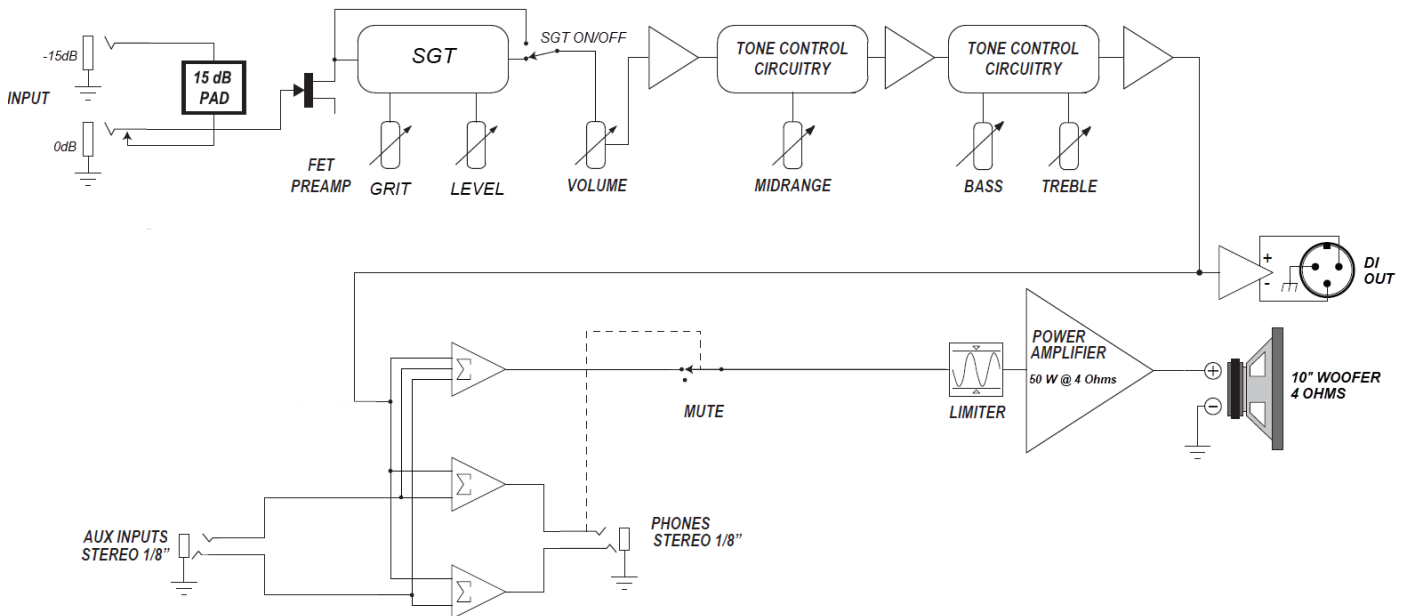 -15dB
INPUT
0dB
15 dB
PAD
FET
PREAMP
SGT
SGT ON/OFF
GRIT
LEVEL
VOLUME
TONE CONTROL
CIRCUITRY
MIDRANGE
TONE CONTROL
CIRCUITRY
BASS
TREBLE
+
-
DI
OUT
Σ
MUTE
LIMITER
POWER
AMPLIFIER
50 W @ 4 Ohms
+
−
10" WOOFER
4 OHMS
Σ
AUX INPUTS
STEREO 1/8”
PHONES
STEREO 1/8”
Σ